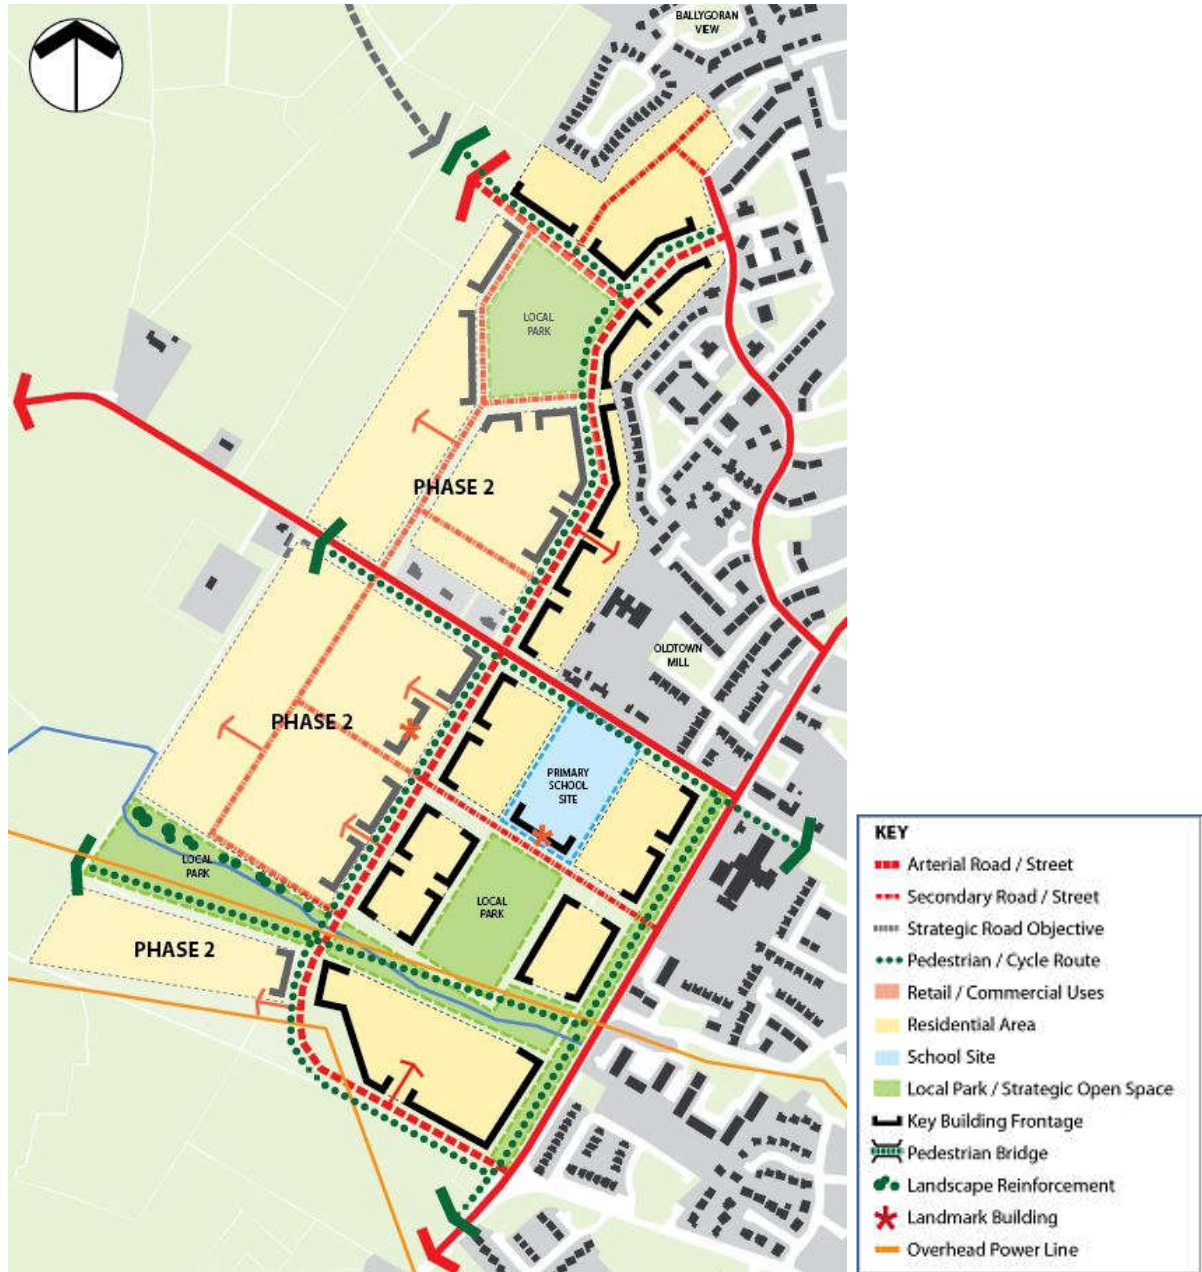 BALLYGORAN
VIEW
LOCAL
PARK
PHASE 2
OLDTOWN
MILL
PHASE 2
PRIMARY
SCHOOL
SITE
LOCAL
PARK
LOCAL
PARK
PHASE 2
KEY
Arterial Road / Street
Secondary Road / Street
Strategic Road Objective
Pedestrian / Cycle Route
Retail / Commercial Uses
Residential Area
School Site
Local Park / Strategic Open Space
Key Building Frontage
Pedestrian Bridge
Landscape Reinforcement
Landmark Building
Overhead Power Line